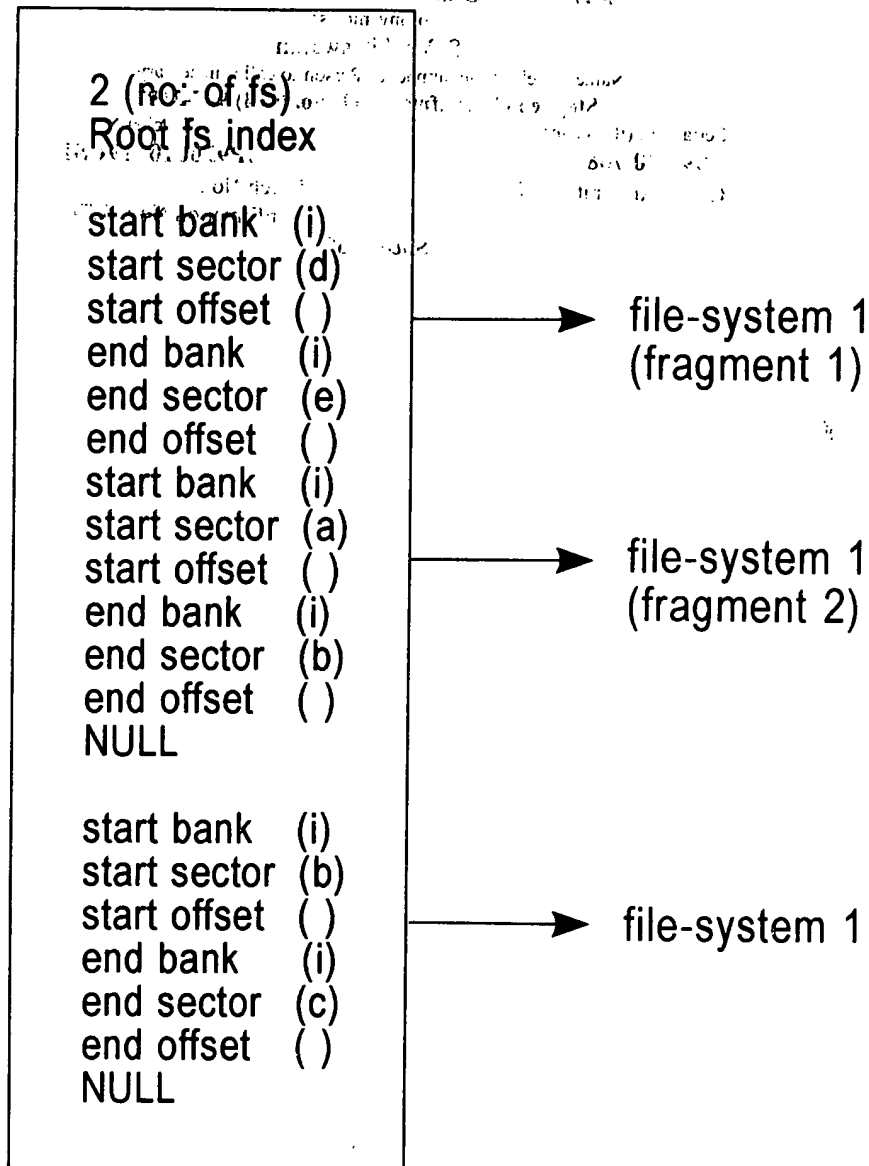 2 (no: of fs)
Root fs index
start bank (i)
start sector (d)
start offset ( )
end bank (i)
end sector (e)
end offset ( )
start bank (i)
start sector (a)
start offset ( )
end bank (i)
end sector (b)
end offset ( )
NULL
start bank (i)
start sector (b)
start offset ( )
end bank (i)
end sector (c)
end offset ( )
NULL
file-system 1
(fragment 1)
file-system 1
(fragment 2)
file-system 1